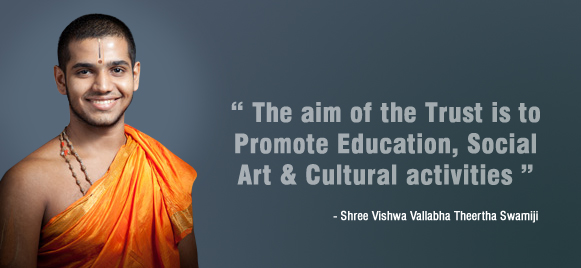 “ The aim of the Trust is to
Promote Education, Social
Art & Cultural activities ”
- Shree Vishwa Vallabha Theertha Swamiji